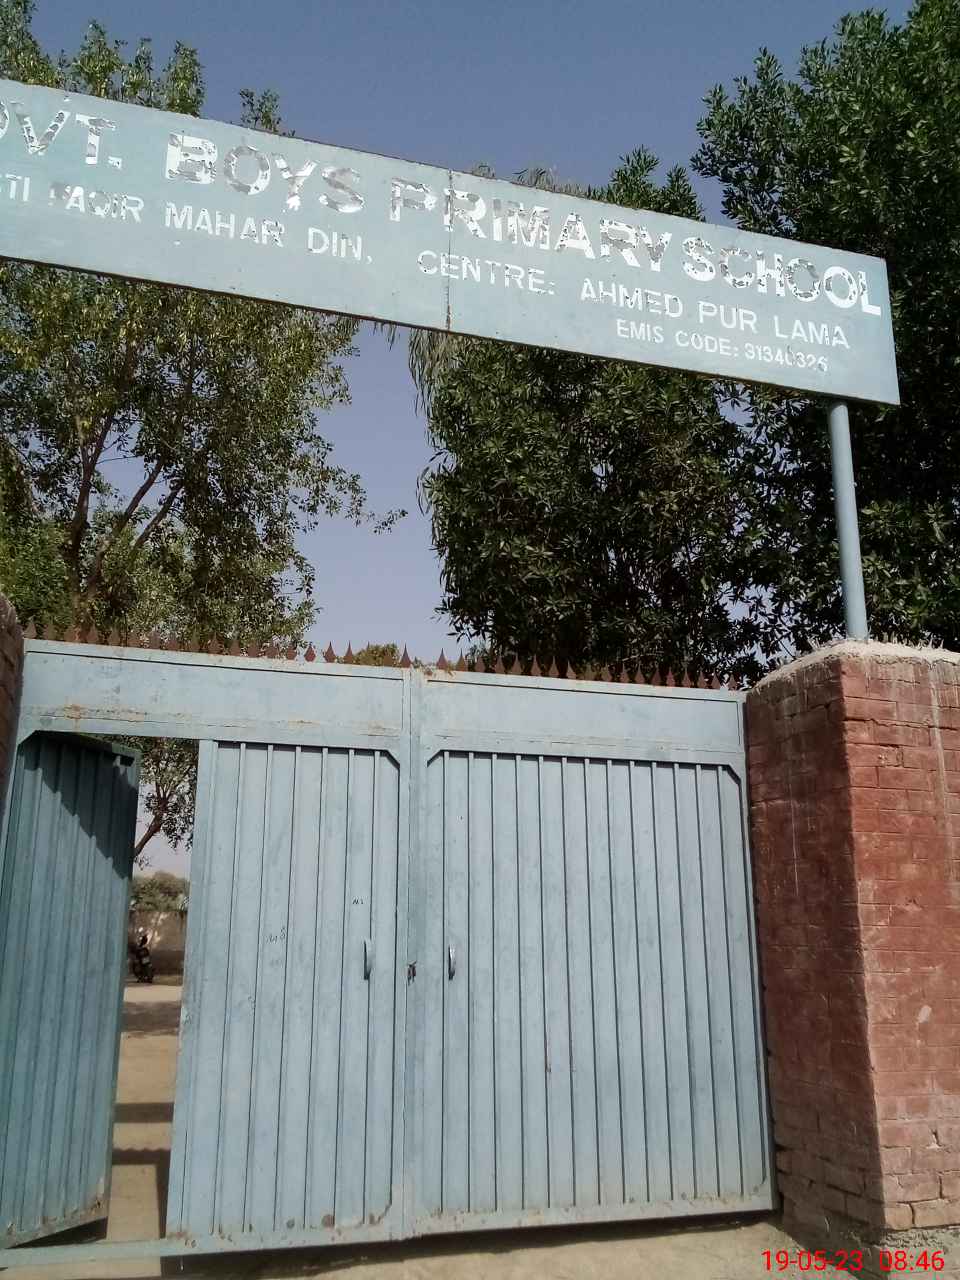 OVT. BOYS PRIMARY SCHOOL
STI FAQIR MAHAR DIN, CENTRE: AHMED PUR LAMA
EMIS CODE: 31340326
19-05-23 08:46